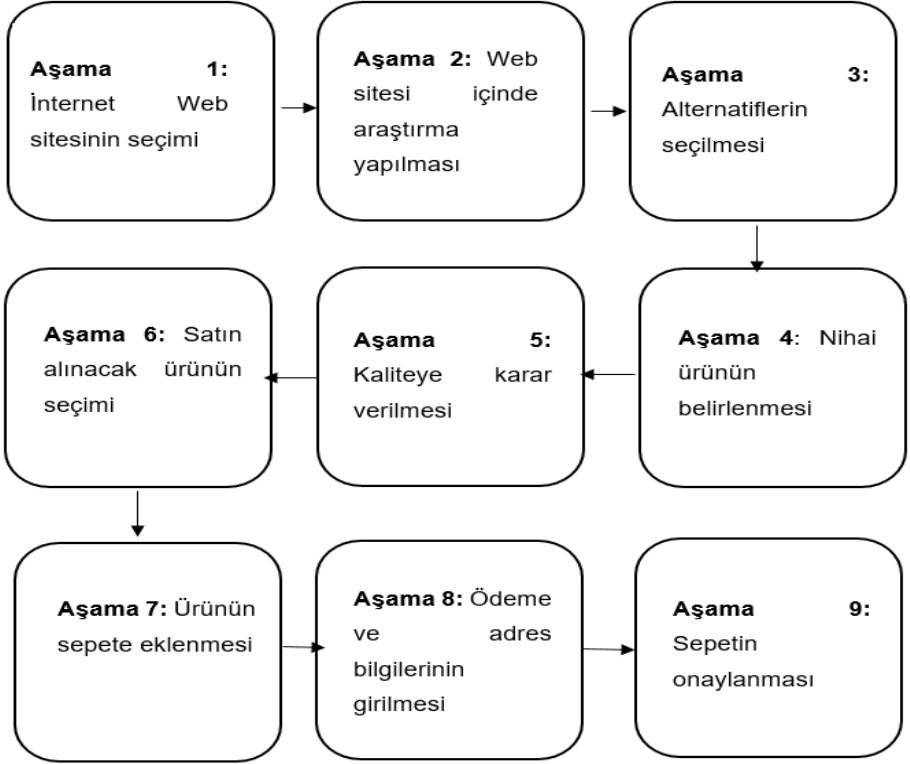 Aşama 1:
İnternet Web
sitesinin seçimi
Aşama 2: Web
sitesi içinde
araştırma
yapılması
Aşama 3:
Alternatiflerin
seçilmesi
Aşama 4: Nihai
ürünün
belirlenmesi
Aşama 5:
Kaliteye karar
verilmesi
Aşama 6: Satın
alınacak ürünün
seçimi
Aşama 7: Ürünün
sepete eklenmesi
Aşama 8: Ödeme
ve adres
bilgilerinin
girilmesi
Aşama 9:
Sepetin
onaylanması